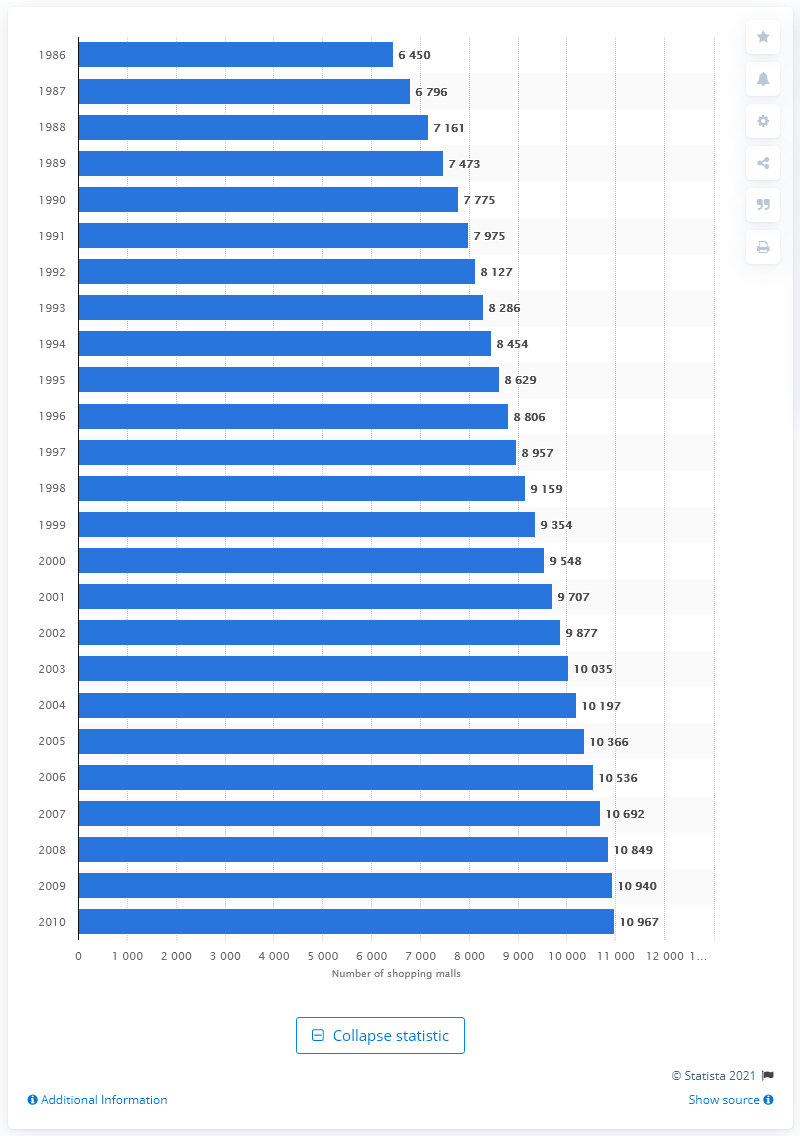 1986 6 450
1987 6 796
1988 7 161
1989 7 473
1990 7 775
1991 7 975
1992 8 127
1993 8 286
1994 8 454
1995 8 629
1996 8 806
1997 8 957
1998 9 159
1999 9 354
2000 9 548
2001 9 707
2002 9 877
2003 10 035
2004 10 197
2005 10 366
2006 10 536
2007 10 692
2008 10 849
2009 10 940
2010 10 967
0 1 000 2 000 3 000 4 000 5 000 6 000 7 000 8 000 9 000 10 000 11 000 12 000 1…
Number of shopping malls
Collapse statistic
© Statista 2021
Additional Information Show source